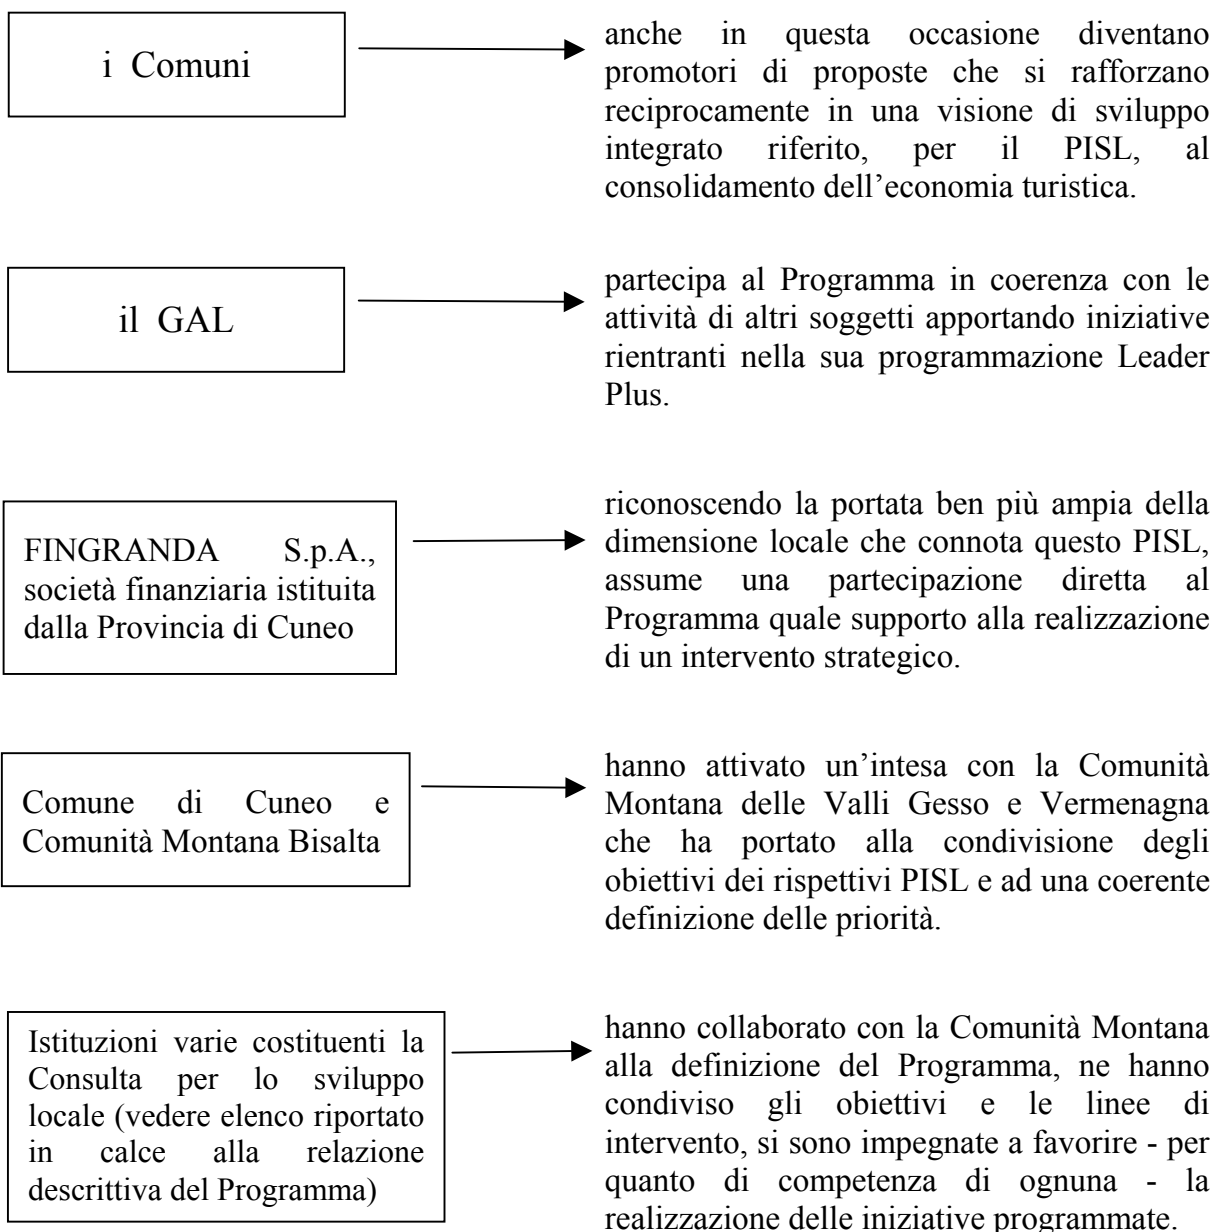 i Comuni
anche in questa occasione diventano
promotori di proposte che si rafforzano
reciprocamente in una visione di sviluppo
integrato riferito, per il PISL, al
consolidamento dell’economia turistica.
il GAL
partecipa al Programma in coerenza con le
attività di altri soggetti apportando iniziative
rientranti nella sua programmazione Leader
Plus.
FINGRANDA S.p.A.,
società finanziaria istituita
dalla Provincia di Cuneo
riconoscendo la portata ben più ampia della
dimensione locale che connota questo PISL,
assume una partecipazione diretta al
Programma quale supporto alla realizzazione
di un intervento strategico.
Comune di Cuneo e
Comunità Montana Bisalta
hanno attivato un’intesa con la Comunità
Montana delle Valli Gesso e Vermenagna
che ha portato alla condivisione degli
obiettivi dei rispettivi PISL e ad una coerente
definizione delle priorità.
Istituzioni varie costituenti la
Consulta per lo sviluppo
locale (vedere elenco riportato
in calce alla relazione
descrittiva del Programma)
hanno collaborato con la Comunità Montana
alla definizione del Programma, ne hanno
condiviso gli obiettivi e le linee di
intervento, si sono impegnate a favorire - per
quanto di competenza di ognuna - la
realizzazione delle iniziative programmate.